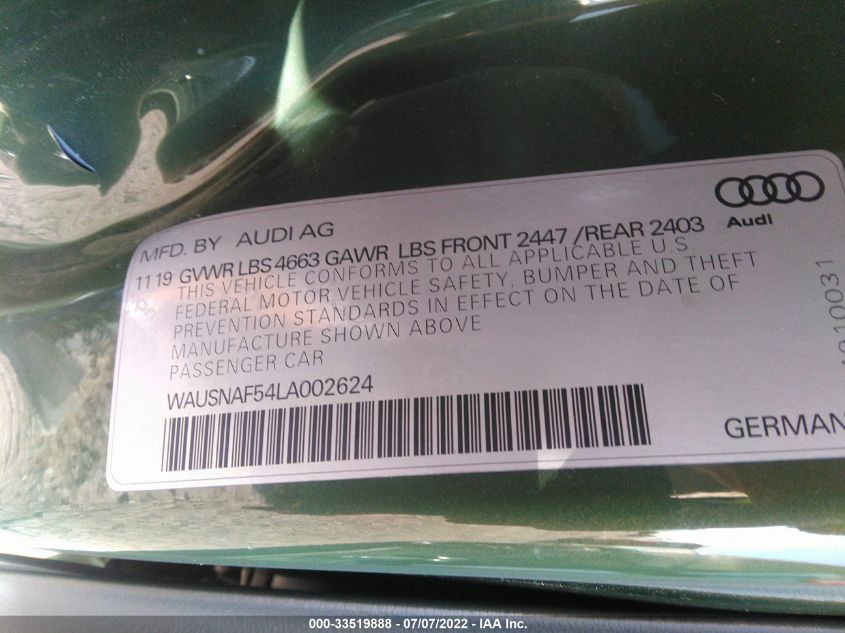 Audi
MFD. BY AUDI AG
11 19 GVWR LBS 4663 GAWR LBS FRONT 2447 /REAR 2403
THIS VEHICLE CONFORMS TO ALL APPLICABLE U S.
FEDERAL MOTOR VEHICLE SAFETY, BUMPER AND THEFT
PREVENTION STANDARDS IN EFFECT ON THE DATE OF
MANUFACTURE SHOWN ABOVE
PASSENGER CAR
WAUSNAF54LA002624
GERMAN
000-33519888 - 07/07/2022 - IAA Inc.